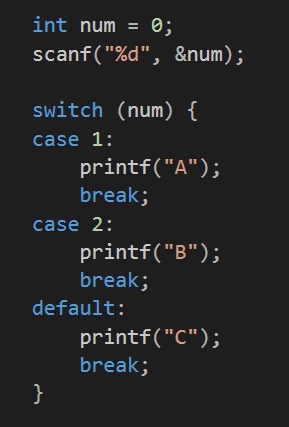 int num = 0;
scanf("%d", &num);

switch (num) {
case 1:
    printf("A");
    break;
case 2:
    printf("B");
    break;
default:
    printf("C");
    break;
}